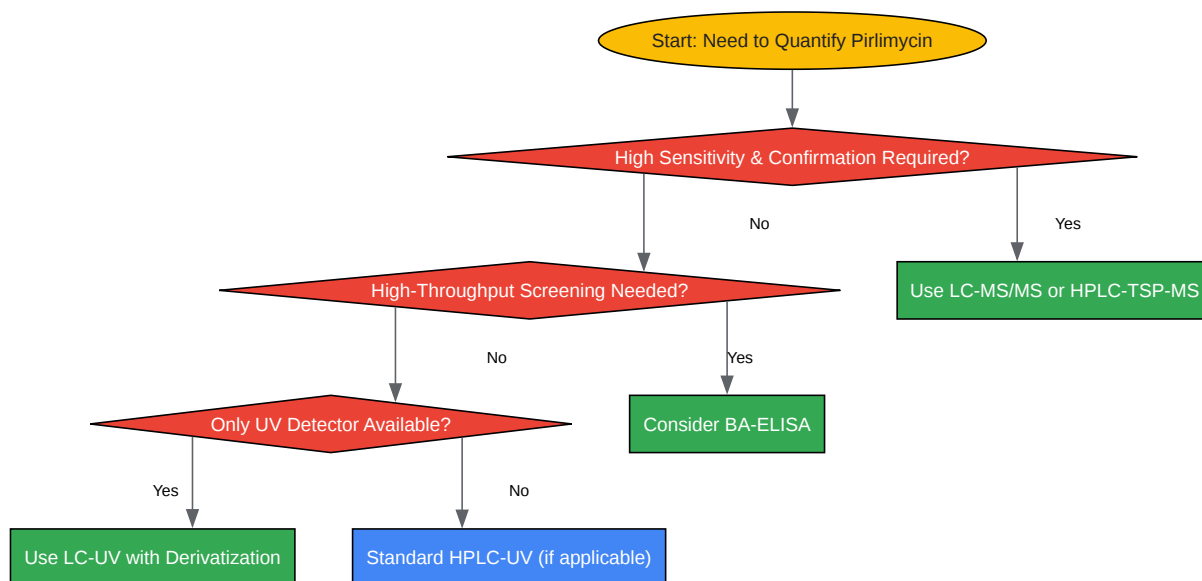 Start: Need to Quantify Pirlimycin
High Sensitivity & Confirmation Required?
No
Yes
High-Throughput Screening Needed?
Use LC-MS/MS or HPLC-TSP-MS
No
Yes
Only UV Detector Available?
Consider BA-ELISA
Yes
No
Use LC-UV with Derivatization
Standard HPLC-UV (if applicable)